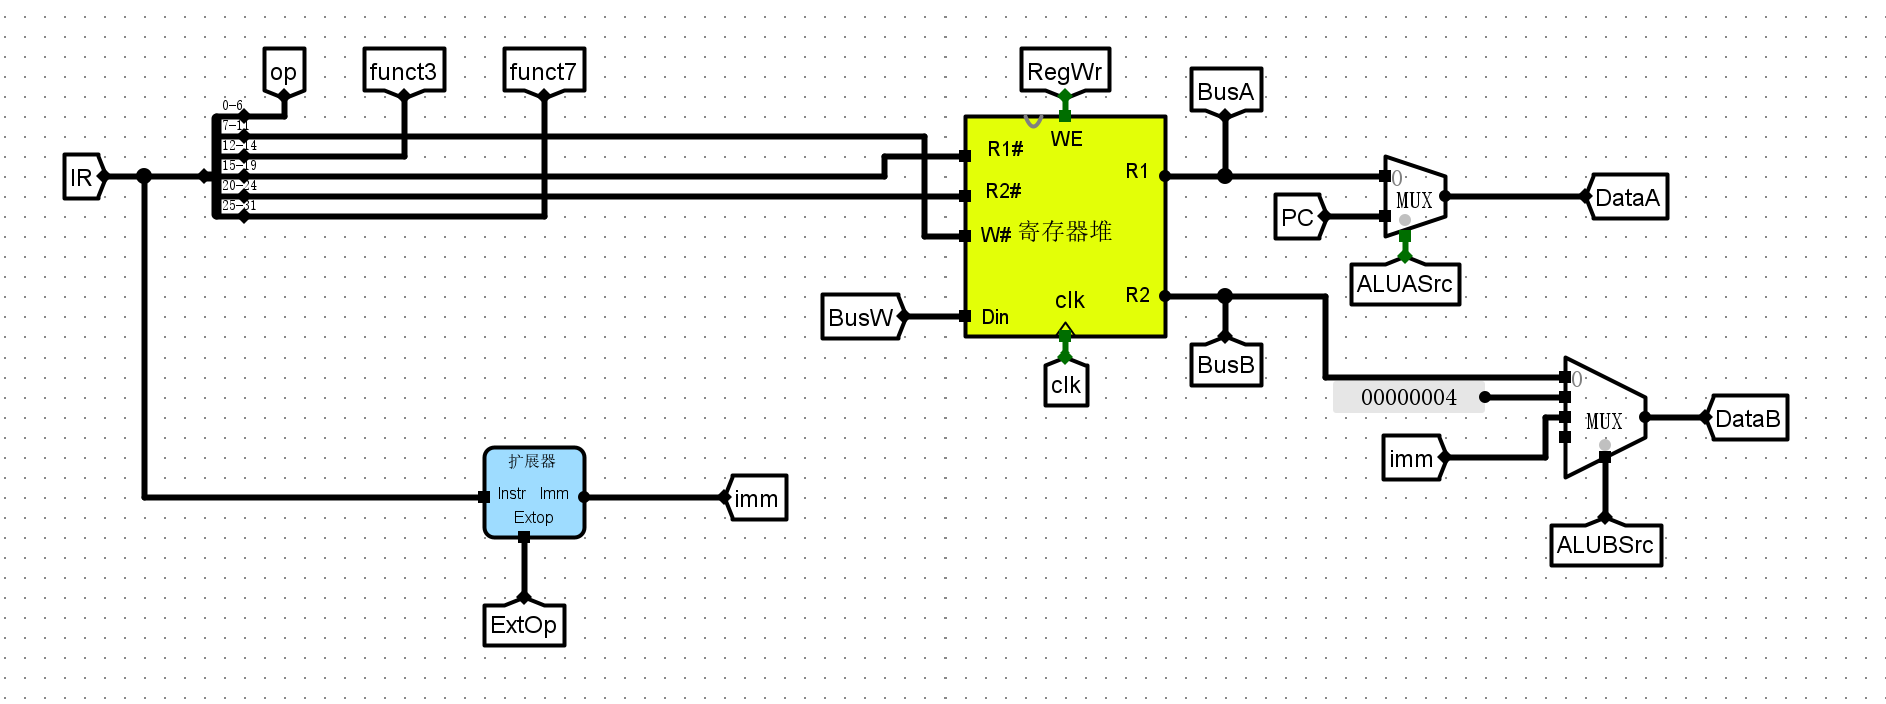 op
funct3
funct7
RegWr
BusA
0-6
7-11
12-14
15-19
20-24
25-31
IR
R1#
WE
R1
R2#
W#
寄存器堆
0
MUX
DataA
PC
ALUASrc
BusW
Din
clk
R2
clk
BusB
00000004
0
MUX
DataB
imm
扩展器
Instr
Imm
Extop
imm
ALUBSrc
ExtOp